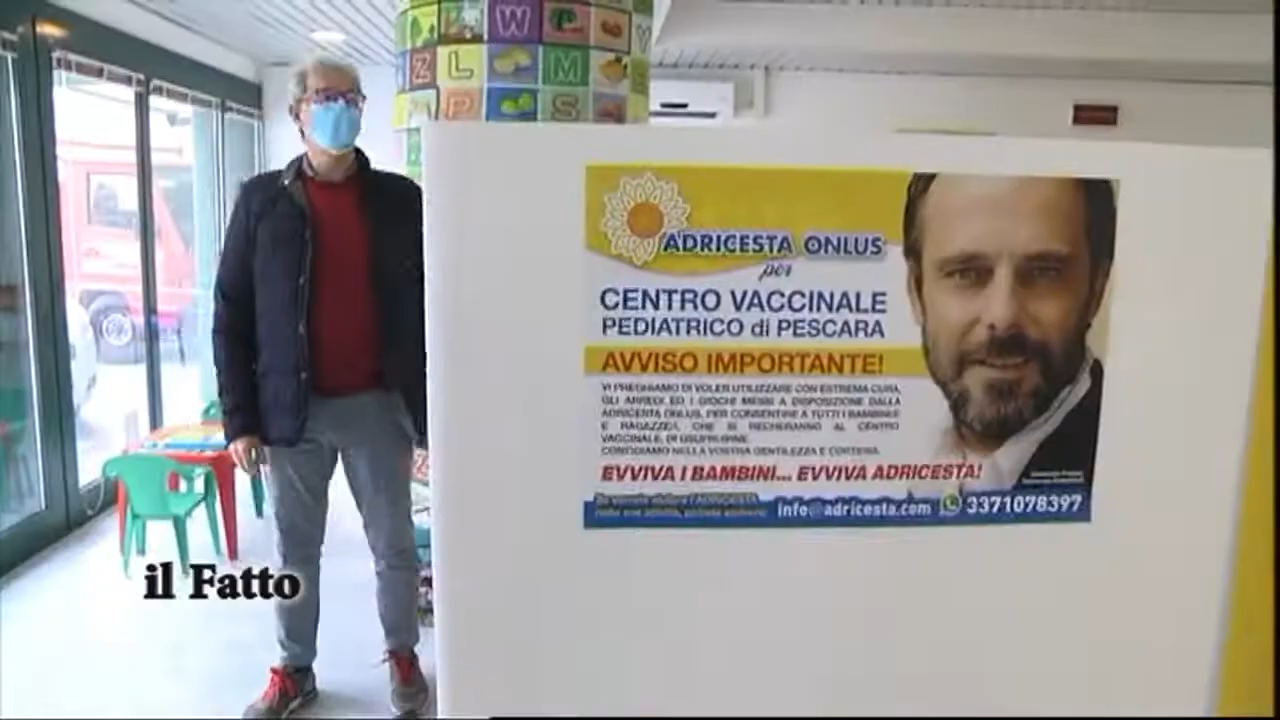 W
Z L M
P S
ADRICESTA ONLUS
per
CENTRO VACCINALE
PEDIATRICO di PESCARA
AVVISO IMPORTANTE!
VI PREGHIAMO DI VOLER UTILIZZARE CON ESTREMA CURA,
GLI ARREDI ED I GIOCHI MESSI A DISPOSIZIONE DALLA
ADRICESTA ONLUS, PER CONSENTIRE A TUTTI I BAMBINI/E
E RAGAZZE/I, CHE SI RECHERANNO AL CENTRO
VACCINALE, DI USUFRUIRNE.
CONFIDIAMO NELLA VOSTRA GENTILEZZA E CORTESIA.
EVVIVA I BAMBINI... EVVIVA ADRICESTA!
info@adricesta.com 3371078397
il Fatto